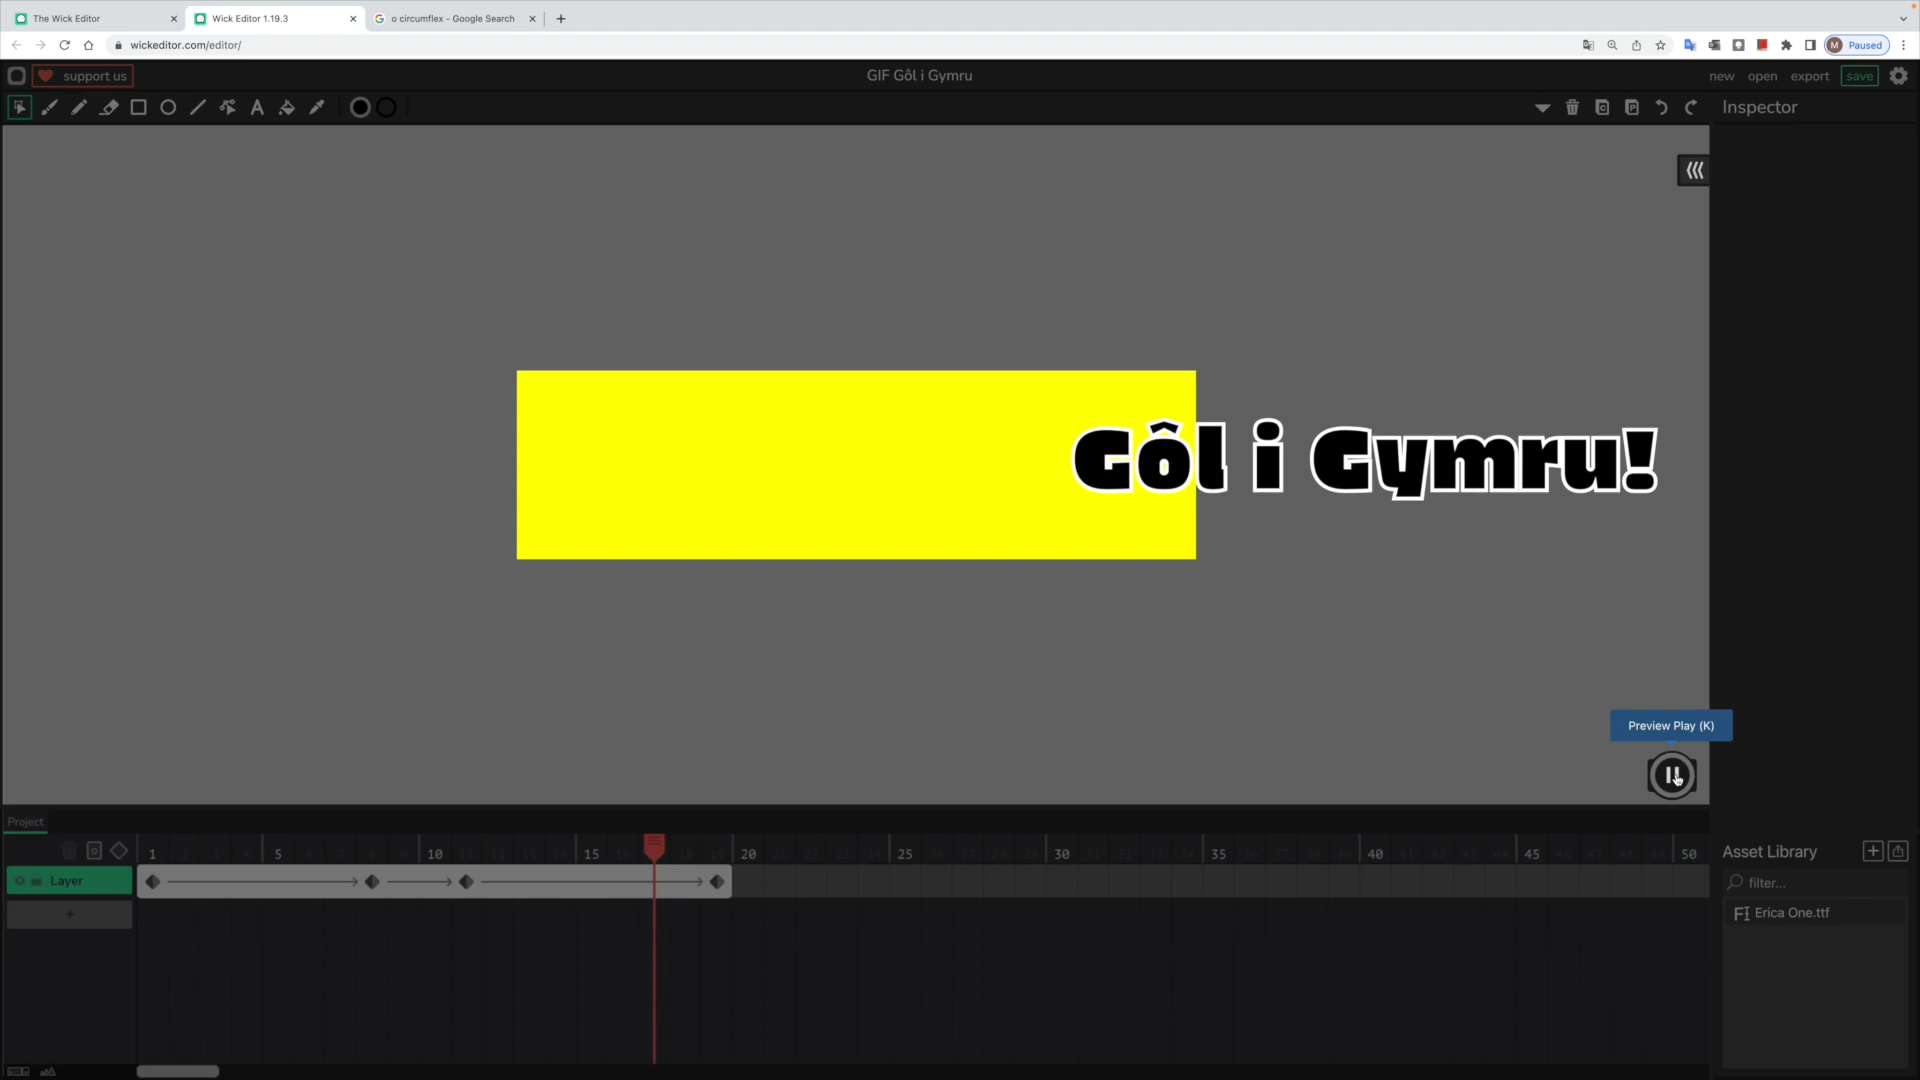 The Wick Editor
Wick Editor 1.19.3
o circumflex - Google Search
wickeditor.com/editor/
M Paused
support us
GIF Gôl i Gymru
new open export save
Inspector
Gôl i Gymru!
Preview Play (K)
Project
1 5 10 15 20 25 30 35 40 45 50
Layer
Asset Library
filter...
Erica One.ttf